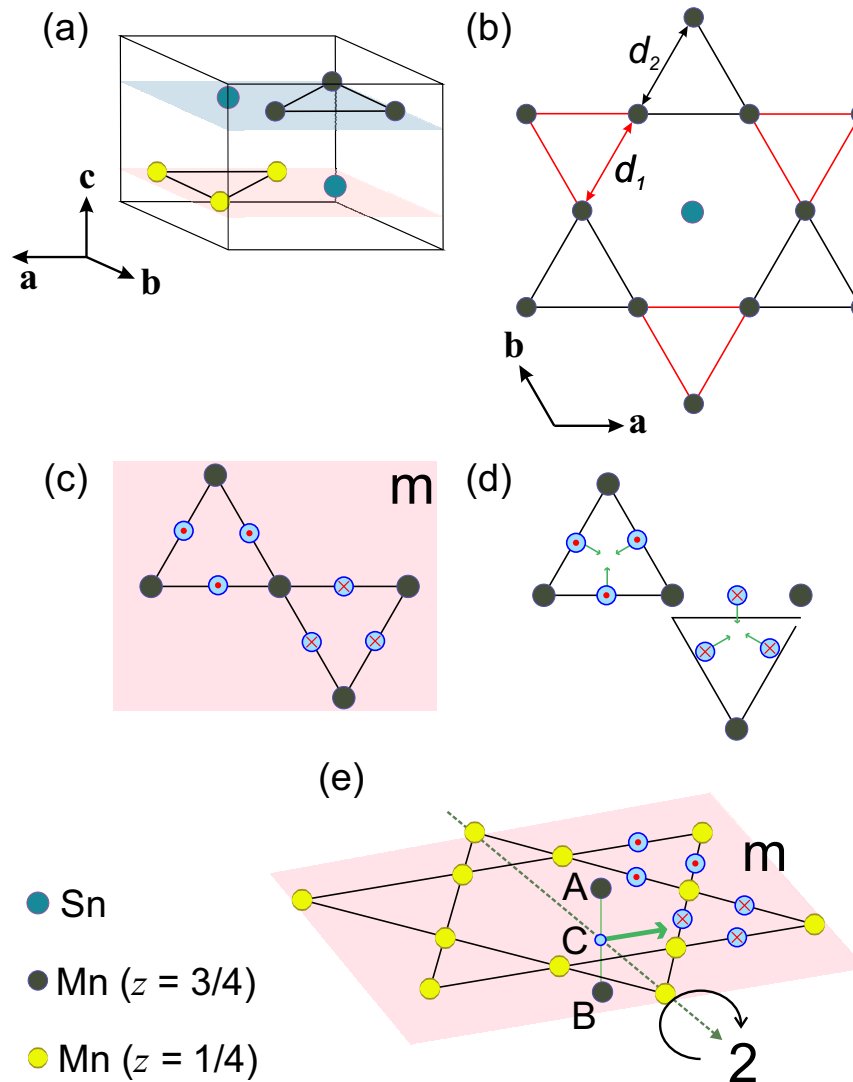 (a)
c
a
b
(b)
d2
d1
b
a
(c)
m
(d)
(e)
m
A
C
B
2
Sn
Mn (z = 3/4)
Mn (z = 1/4)